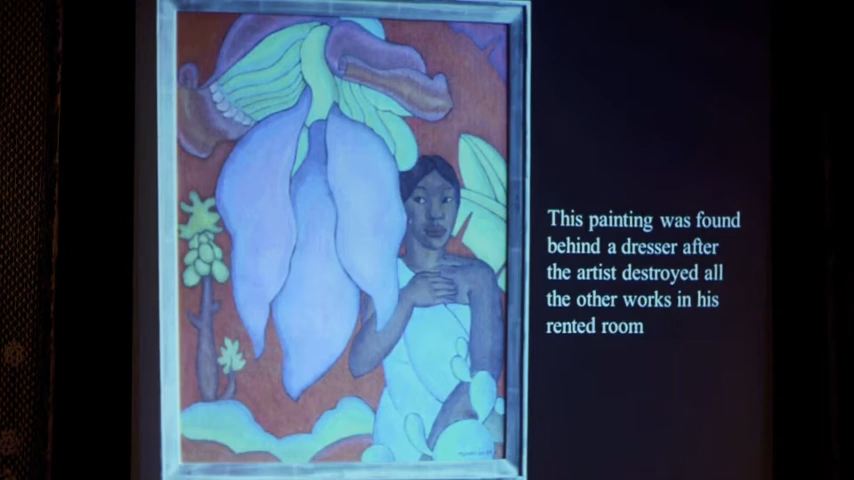 This painting was found
behind a dresser after
the artist destroyed all
the other works in his
rented room